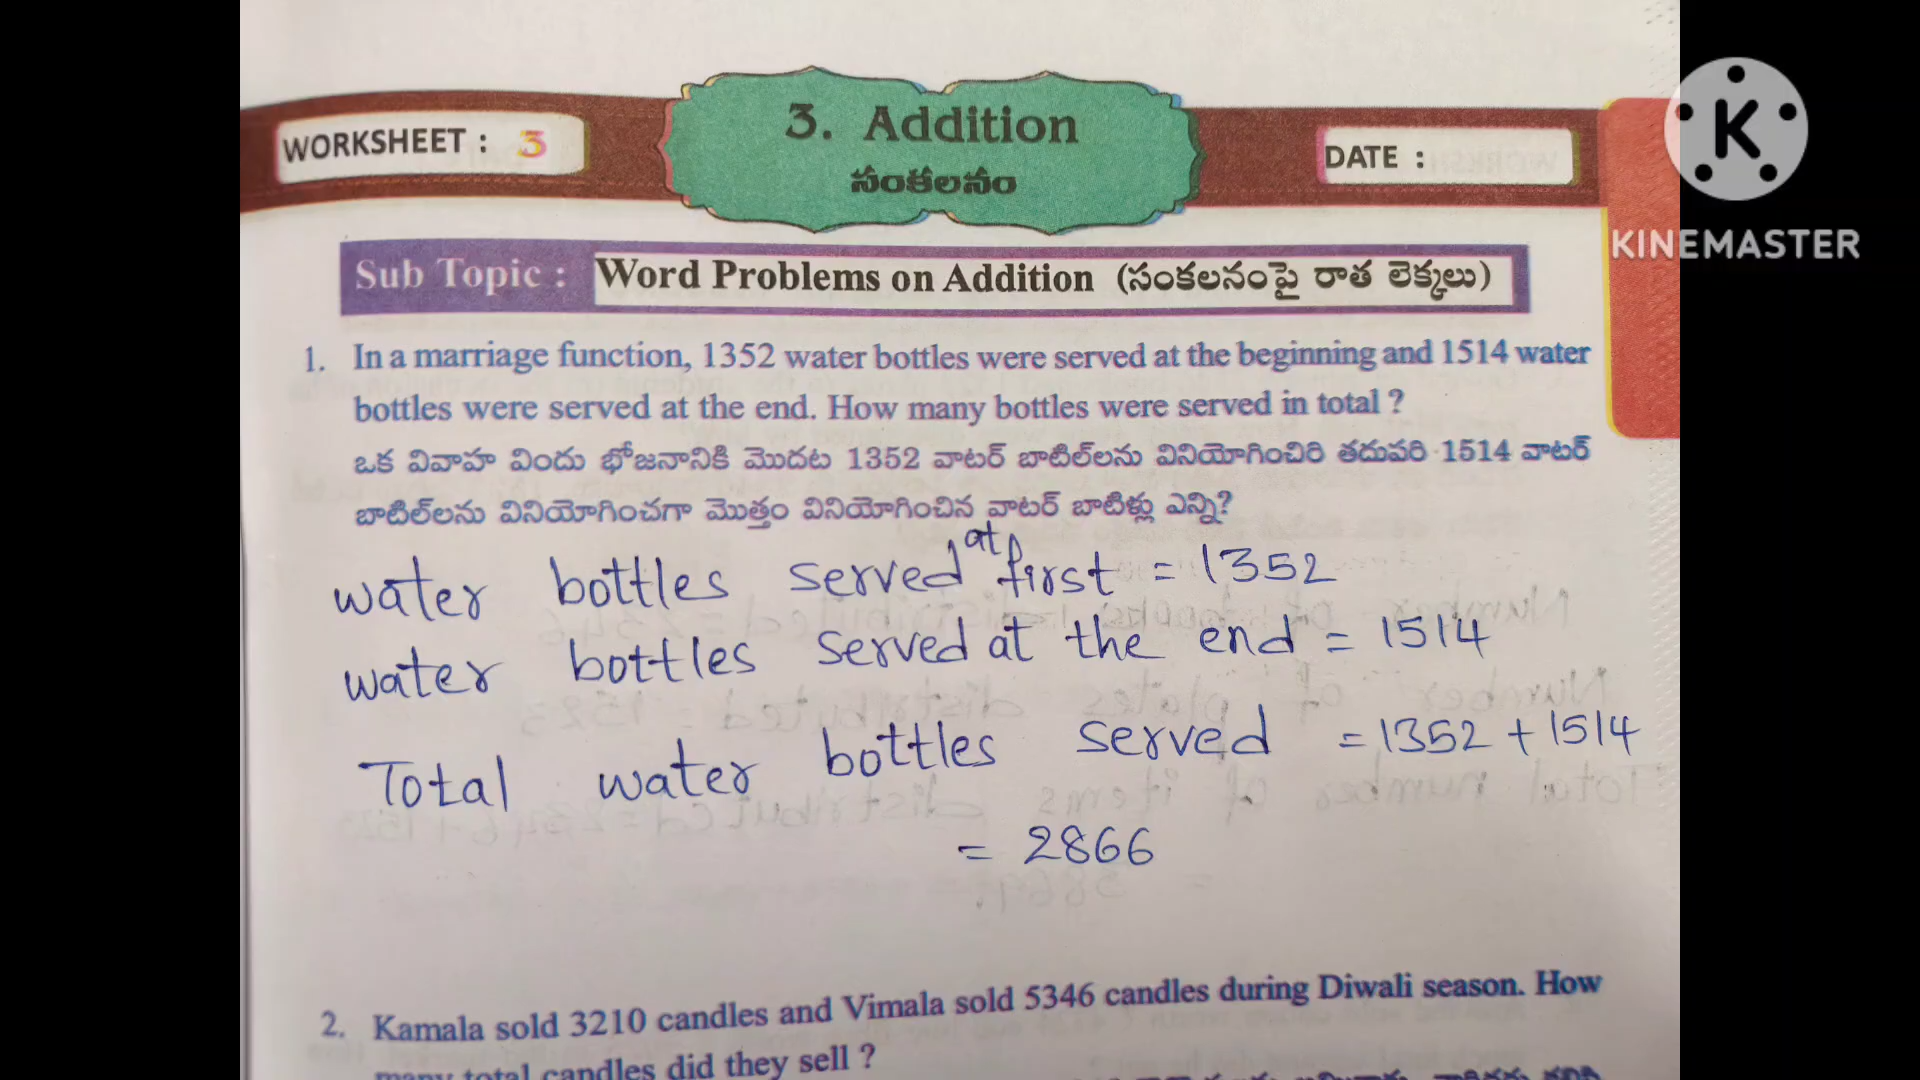 WORKSHEET : 3
3. Addition
సంకలనం
DATE :
KINEMASTER
Sub Topic : Word Problems on Addition (సంకలనంపై రాత లెక్కలు)
1. In a marriage function, 1352 water bottles were served at the beginning and 1514 water
bottles were served at the end. How many bottles were served in total ?
ఒక వివాహ విందు భోజనానికి మొదట 1352 వాటర్ బాటిల్‌లను వినియోగించిరి తదుపరి 1514 వాటర్
బాటిల్‌లను వినియోగించగా మొత్తం వినియోగించిన వాటర్ బాటిళ్లు ఎన్ని?
water bottles served at first = 1352
water bottles served at the end = 1514
Total water bottles served = 1352 + 1514
= 2866
2. Kamala sold 3210 candles and Vimala sold 5346 candles during Diwali season. How
many total candles did they sell ?